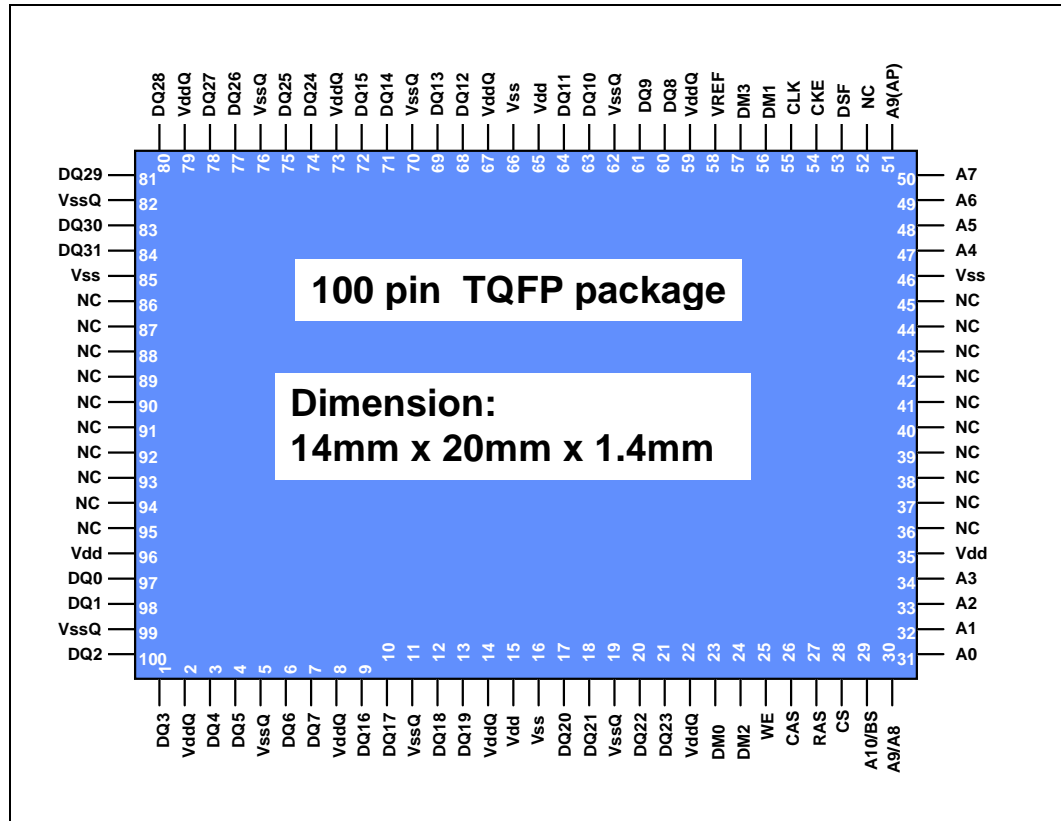 DQ28
VddQ
DQ27
DQ26
VssQ
DQ25
DQ24
VddQ
DQ15
DQ14
VssQ
DQ13
DQ12
VddQ
Vss
Vdd
DQ11
DQ10
VssQ
DQ9
DQ8
VddQ
VREF
DM3
DM1
CLK
CKE
DSF
NC
A9(AP)
80
79
78
77
76
75
74
73
72
71
70
69
68
67
66
65
64
63
62
61
60
59
58
57
56
55
54
53
52
51
DQ29 81 50 A7
VssQ 82 49 A6
DQ30 83 48 A5
DQ31 84 47 A4
Vss 85 46 Vss
NC 86 45 NC
NC 87 44 NC
NC 88 43 NC
NC 89 42 NC
NC 90 41 NC
NC 91 40 NC
NC 92 39 NC
NC 93 38 NC
NC 94 37 NC
NC 95 36 NC
Vdd 96 35 Vdd
DQ0 97 34 A3
DQ1 98 33 A2
VssQ 99 32 A1
DQ2 100 31 A0
100 pin TQFP package
Dimension:
14mm x 20mm x 1.4mm
1
2
3
4
5
6
7
8
9
10
11
12
13
14
15
16
17
18
19
20
21
22
23
24
25
26
27
28
29
30
DQ3
VddQ
DQ4
DQ5
VssQ
DQ6
DQ7
VddQ
DQ16
DQ17
VssQ
DQ18
DQ19
VddQ
Vdd
Vss
DQ20
DQ21
VssQ
DQ22
DQ23
VddQ
DM0
DM2
WE
CAS
RAS
CS
A10/BS
A9/A8